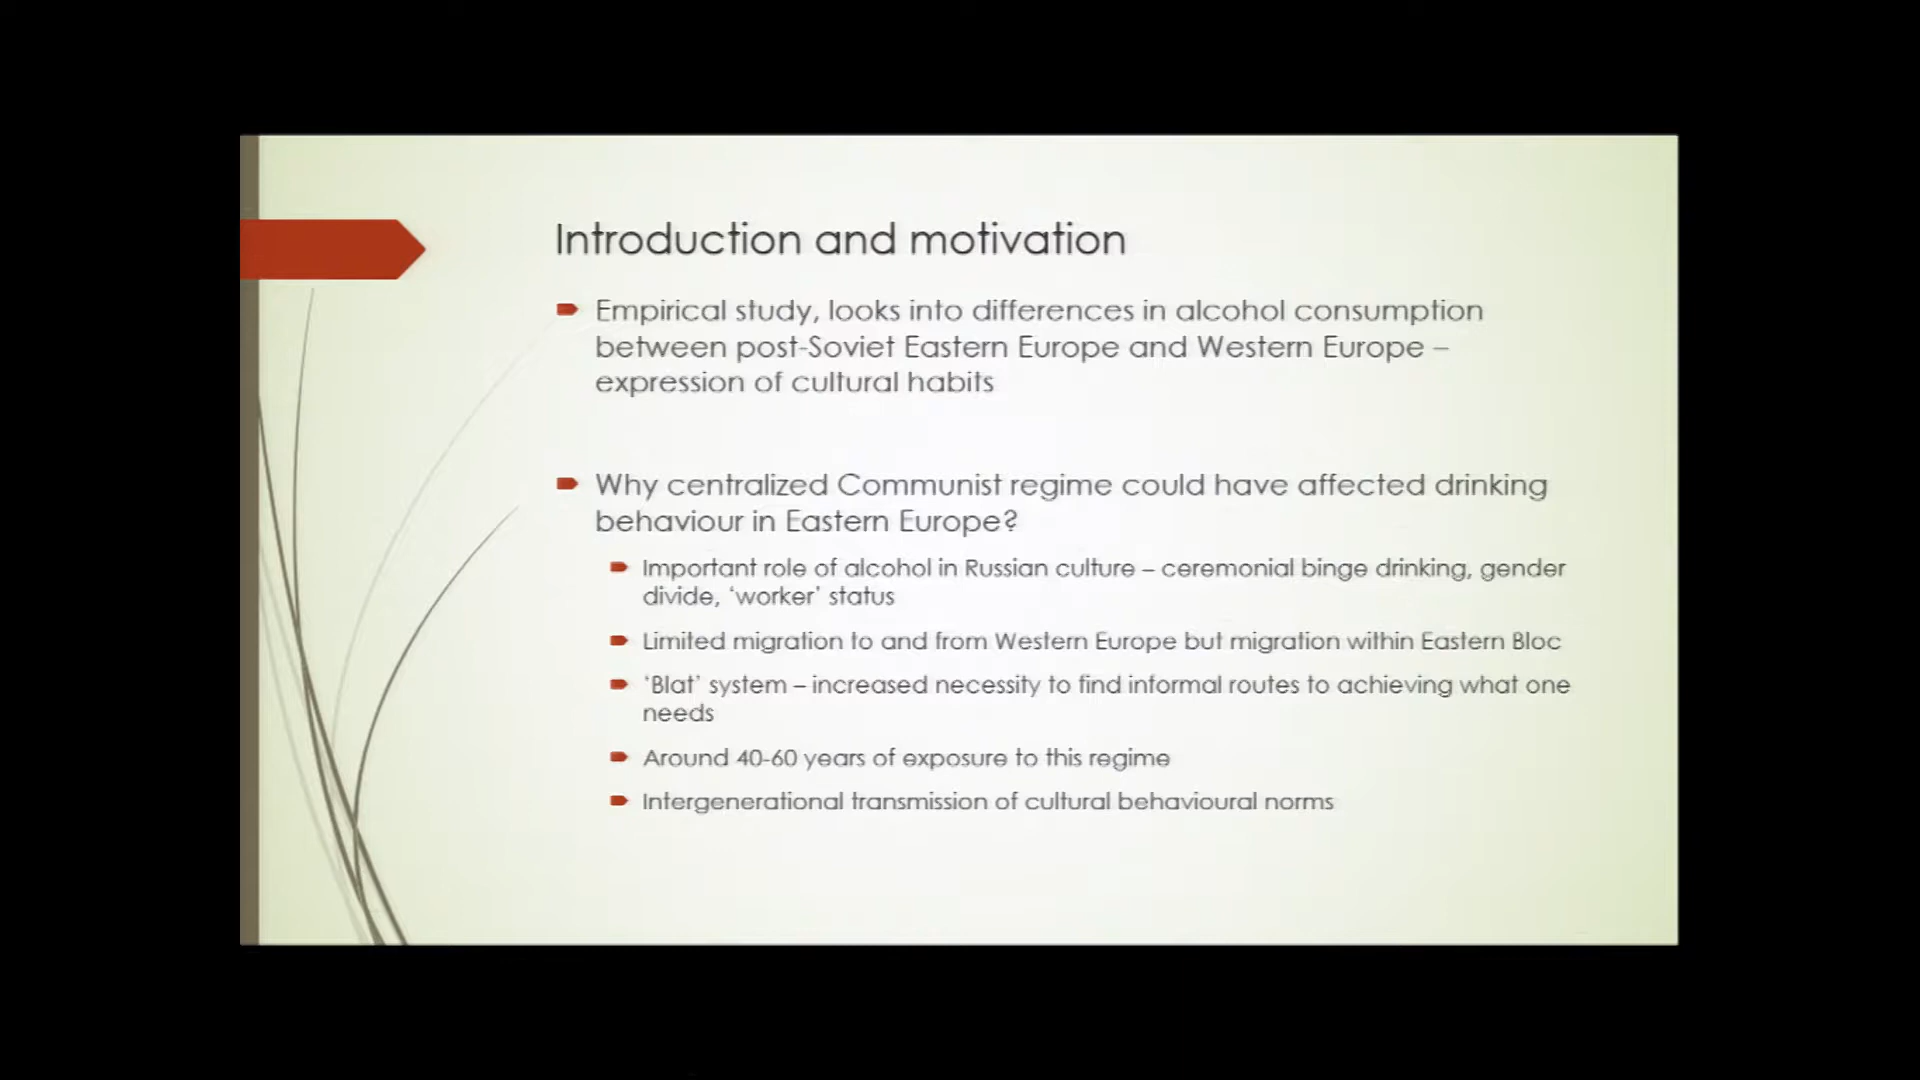 Introduction and motivation
Empirical study, looks into differences in alcohol consumption
between post-Soviet Eastern Europe and Western Europe –
expression of cultural habits
Why centralized Communist regime could have affected drinking
behaviour in Eastern Europe?
Important role of alcohol in Russian culture – ceremonial binge drinking, gender
divide, ‘worker’ status
Limited migration to and from Western Europe but migration within Eastern Bloc
‘Blat’ system – increased necessity to find informal routes to achieving what one
needs
Around 40-60 years of exposure to this regime
Intergenerational transmission of cultural behavioural norms